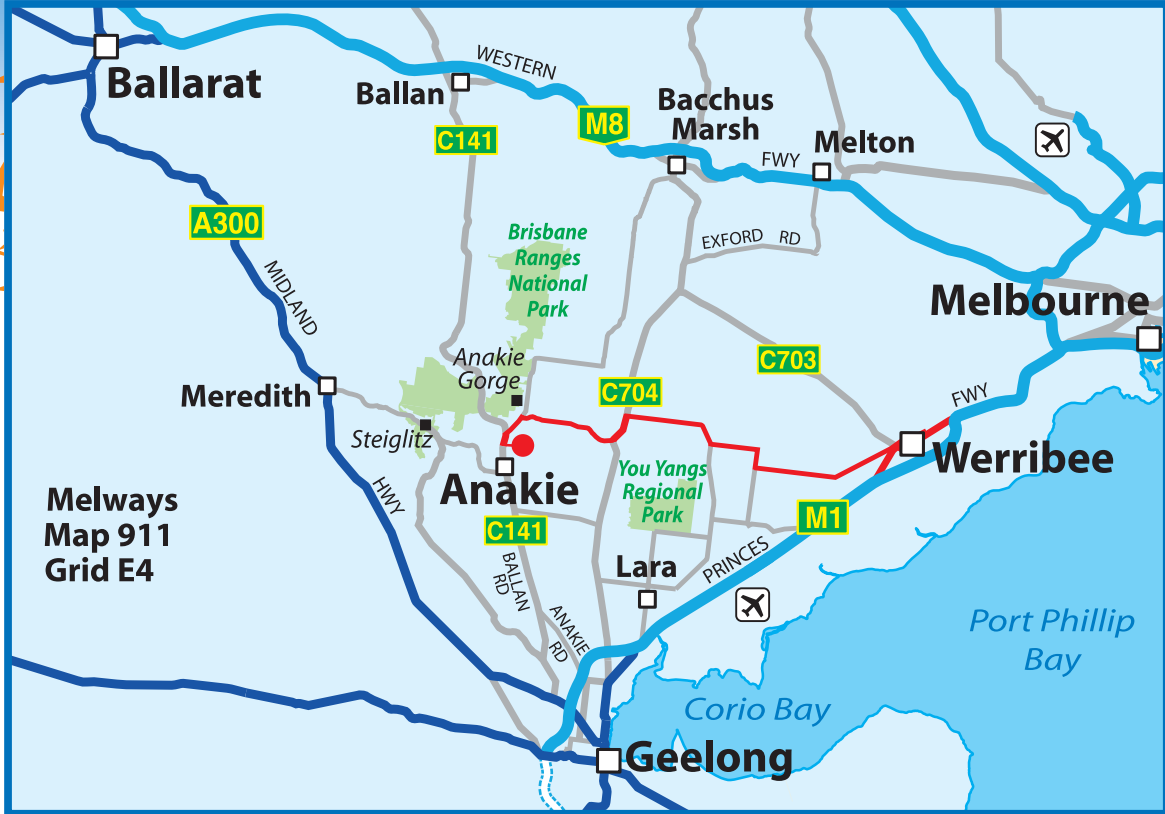 Ballarat
Ballan
WESTERN
M8
C141
Bacchus
Marsh
FWY
Melton
A300
MIDLAND
Brisbane
Ranges
National
Park
EXFORD RD
Melbourne
Anakie
Gorge
C703
C704
FWY
Meredith
Steiglitz
Werribee
Anakie
You Yangs
Regional
Park
HWY
Melways
Map 911
Grid E4
C141
M1
BALLAN
RD
Lara
PRINCES
ANAKIE
RD
Port Phillip
Bay
Corio Bay
Geelong